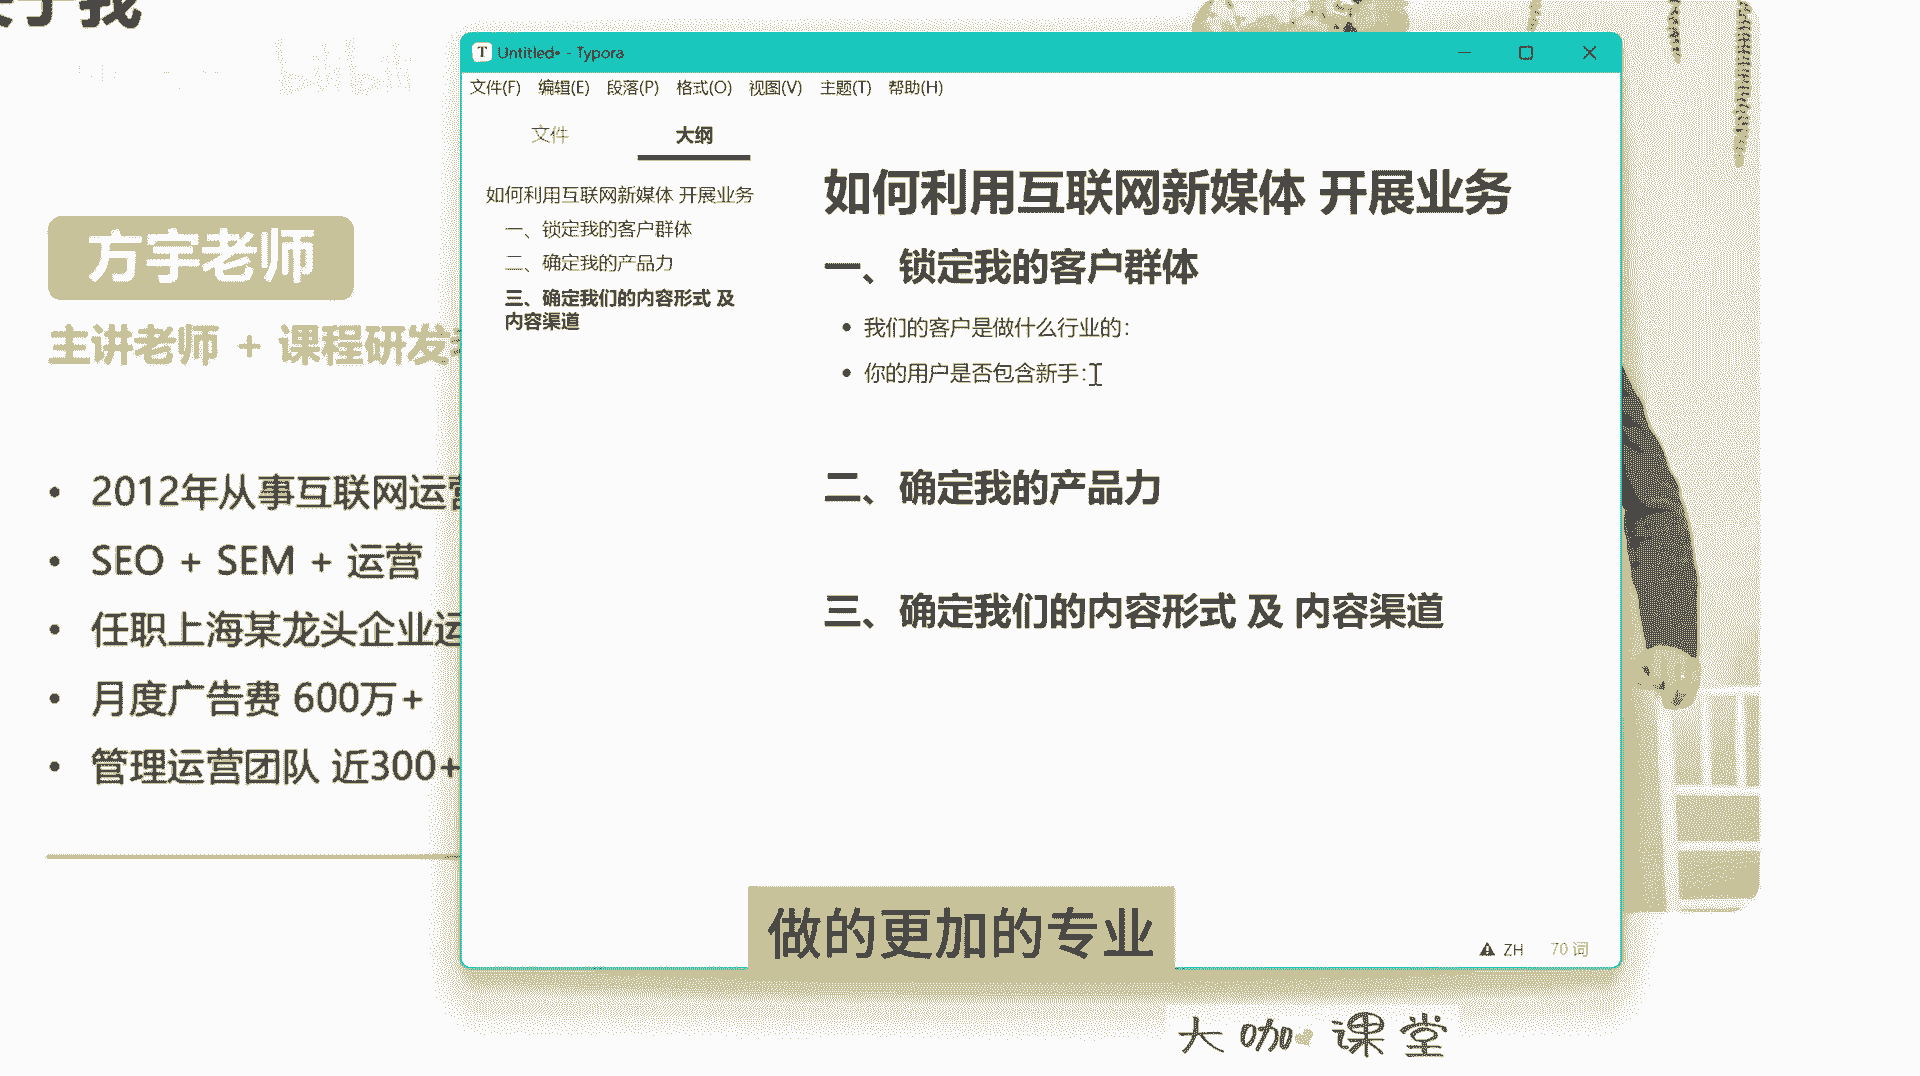 于我
bilibili
方宇老师
主讲老师 + 课程研发
2012年从事互联网运营
SEO + SEM + 运营
任职上海某龙头企业运
月度广告费 600万+
管理运营团队 近300+
Untitled• - Typora
文件(F) 编辑(E) 段落(P) 格式(O) 视图(V) 主题(T) 帮助(H)
文件 大纲
如何利用互联网新媒体 开展业务
一、锁定我的客户群体
二、确定我的产品力
三、确定我们的内容形式 及
内容渠道
如何利用互联网新媒体 开展业务
一、锁定我的客户群体
我们的客户是做什么行业的：
你的用户是否包含新手：
二、确定我的产品力
三、确定我们的内容形式 及 内容渠道
ZH 70 词
做的更加的专业
大咖课堂